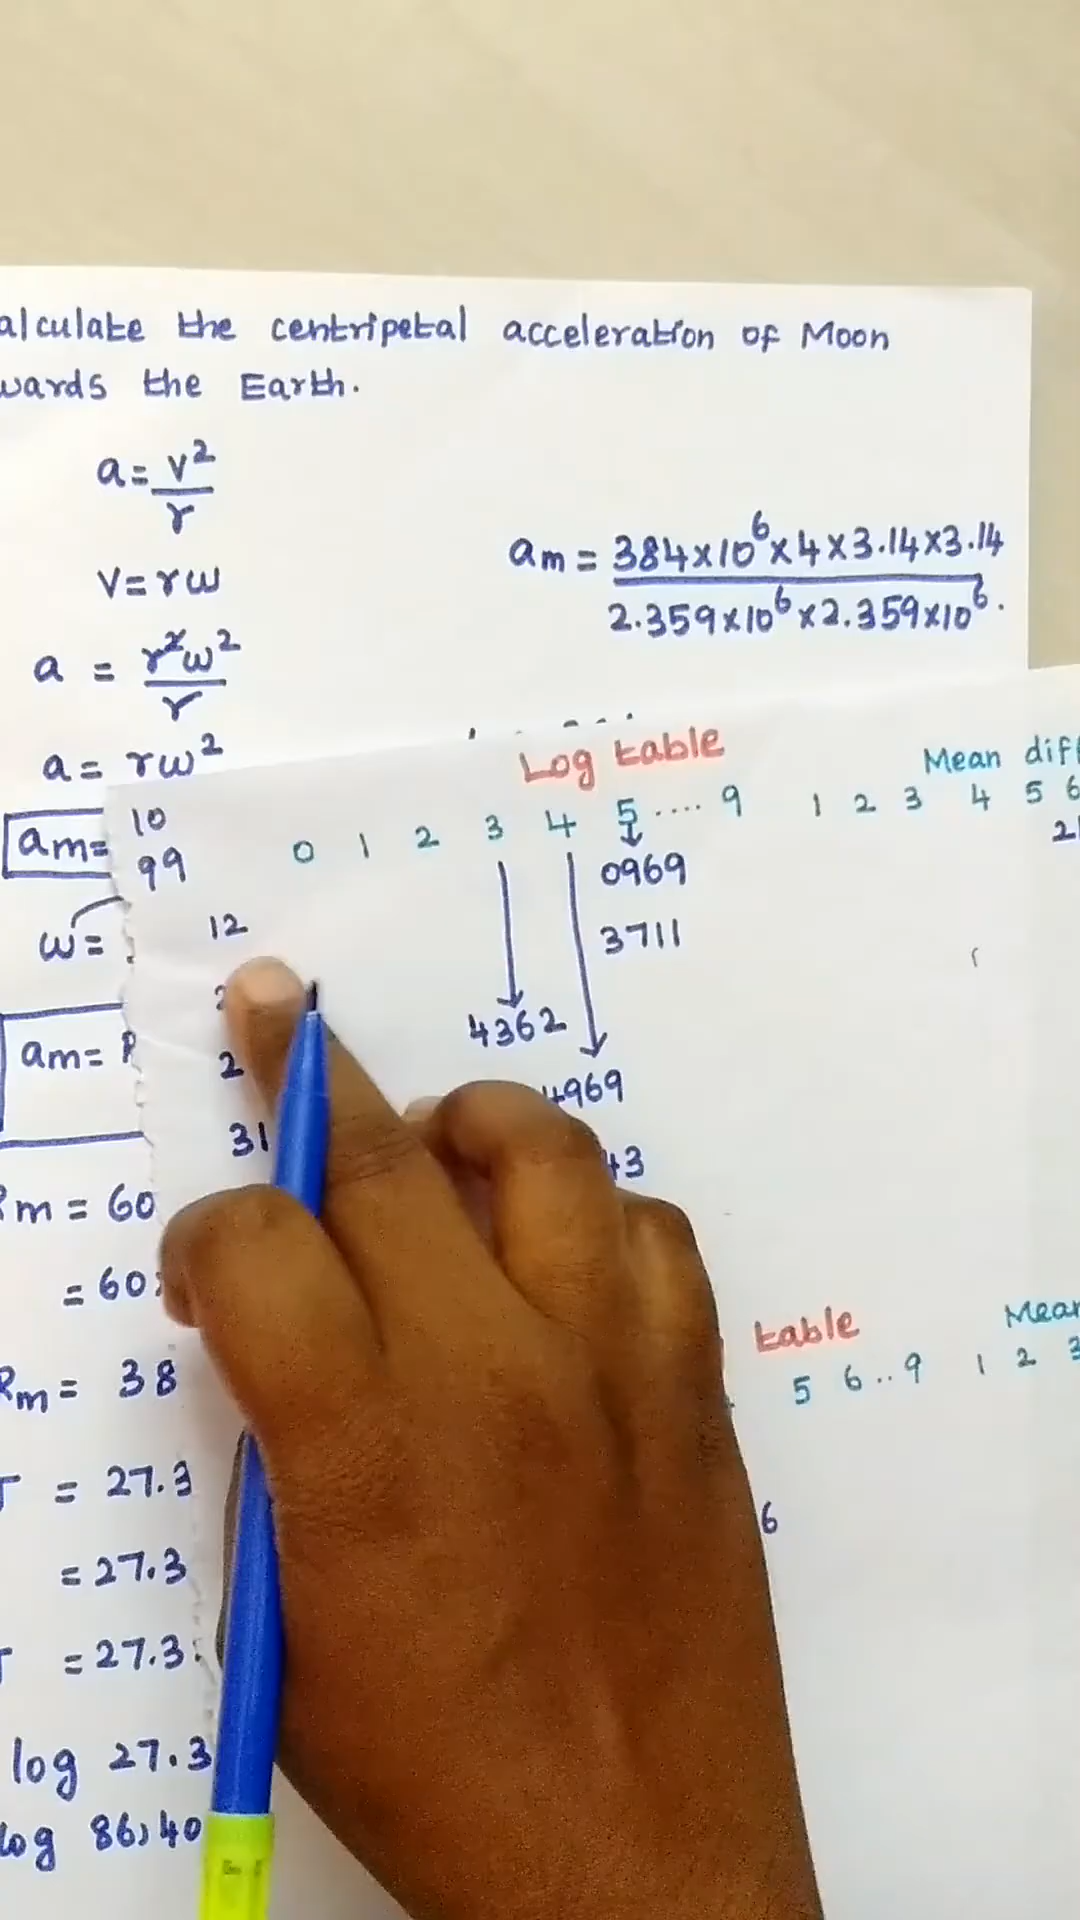 alculate the centripetal acceleration of Moon
wards the Earth.
a = v²/r
v = rω
a = r²ω²/r
a = rω²
am =
ω =
am =
Rm = 60
= 60
Rm = 38
T = 27.3
= 27.3
T = 27.3
log 27.3
log 86,40
am = 384×10⁶×4×3.14×3.14 / 2.359×10⁶×2.359×10⁶.
Log table
Mean diff
10
99
0 1 2 3 4 5 .... 9 1 2 3 4 5 6
0969
12
3711
4362
4969
2
31
43
table
Mean
5 6..9 1 2 3
6